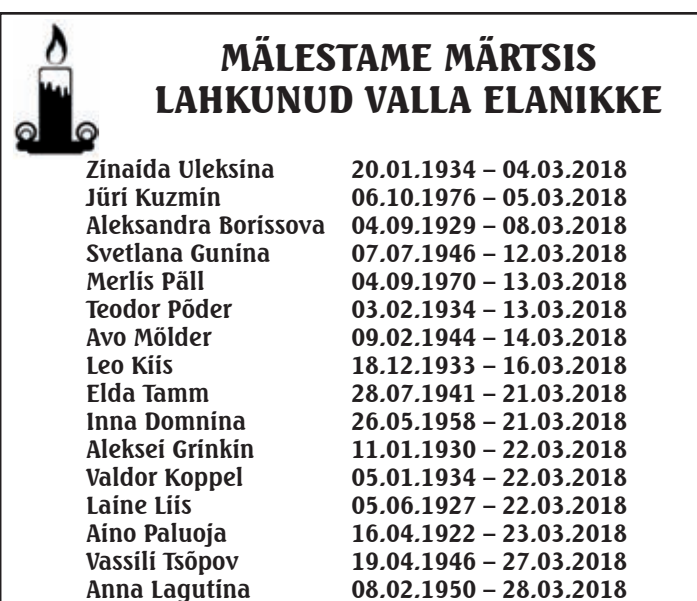 MÄLESTAME MÄRTSIS
LAHKUNUD VALLA ELANIKKE
Zinaida Uleksina 20.01.1934 – 04.03.2018
Jüri Kuzmin 06.10.1976 – 05.03.2018
Aleksandra Borissova 04.09.1929 – 08.03.2018
Svetlana Gunina 07.07.1946 – 12.03.2018
Merlis Päll 04.09.1970 – 13.03.2018
Teodor Põder 03.02.1934 – 13.03.2018
Avo Mölder 09.02.1944 – 14.03.2018
Leo Kiis 18.12.1933 – 16.03.2018
Elda Tamm 28.07.1941 – 21.03.2018
Inna Domnina 26.05.1958 – 21.03.2018
Aleksei Grinkin 11.01.1930 – 22.03.2018
Valdor Koppel 05.01.1934 – 22.03.2018
Laine Liis 05.06.1927 – 22.03.2018
Aino Paluoja 16.04.1922 – 23.03.2018
Vassili Tsõpov 19.04.1946 – 27.03.2018
Anna Lagutina 08.02.1950 – 28.03.2018